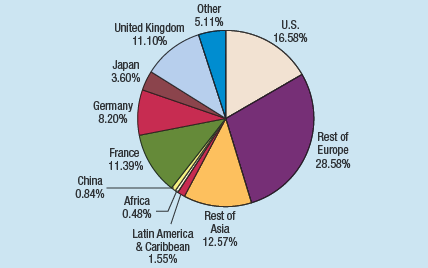 Other
5.11%
U.S.
16.58%
United Kingdom
11.10%
Japan
3.60%
Germany
8.20%
Rest of
Europe
28.58%
France
11.39%
China
0.84%
Africa
0.48%
Latin America
& Caribbean
1.55%
Rest of
Asia
12.57%